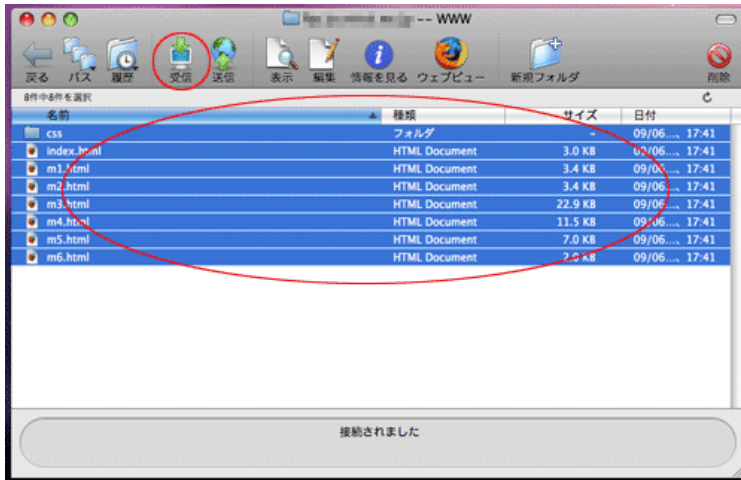 -- WWW
戻る パス 履歴 受信 送信 表示 編集 情報を見る ウェブビュー 新規フォルダ 削除
8件中8件を選択
名前 種類 サイズ 日付
css フォルダ - 09/06...、17:41
index.html HTML Document 3.0 KB 09/06...、17:41
m1.html HTML Document 3.4 KB 09/06...、17:41
m2.html HTML Document 3.4 KB 09/06...、17:41
m3.html HTML Document 22.9 KB 09/06...、17:41
m4.html HTML Document 11.5 KB 09/06...、17:41
m5.html HTML Document 7.0 KB 09/06...、17:41
m6.html HTML Document 2.9 KB 09/06...、17:41
接続されました